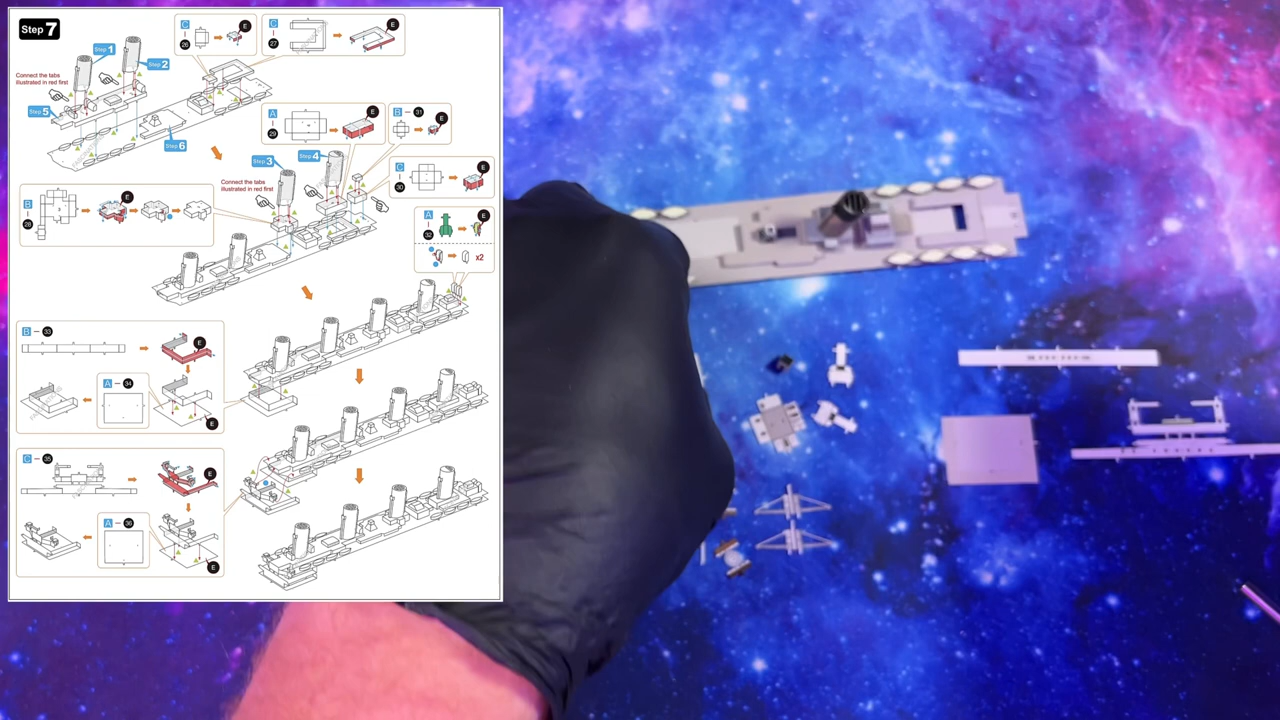 Step 7
C
26
E
C
27
E
Step 1
Step 2
Connect the tabs
illustrated in red first
Step 5
Step 6
A
29
E
B
31
E
Step 3
Step 4
Connect the tabs
illustrated in red first
C
30
E
B
28
E
A
32
E
x2
B
33
E
A
34
E
C
35
E
A
36
E